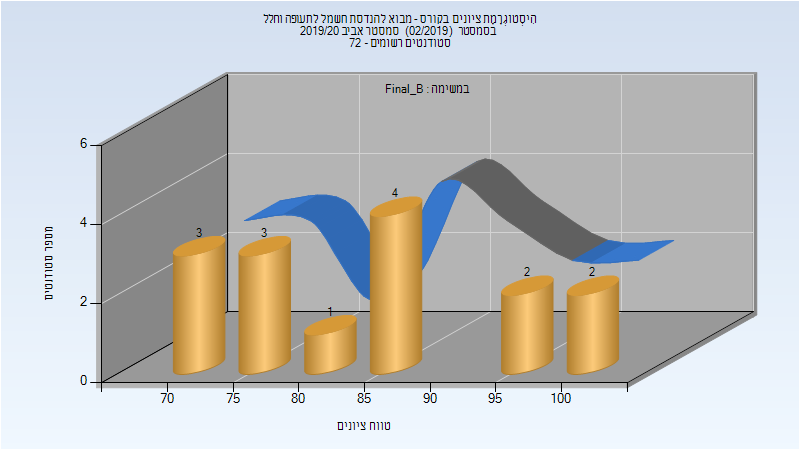 היסטוגרמת ציונים בקורס - מבוא להנדסת חשמל לתעופה וחלל
בסמסטר (02/2019) סמסטר אביב 2019/20
סטודנטים רשומים - 72
במשימה : Final_B
6
4
2
0
מספר סטודנטים
3
3
1
4
2
2
70
75
80
85
90
95
100
טווח ציונים